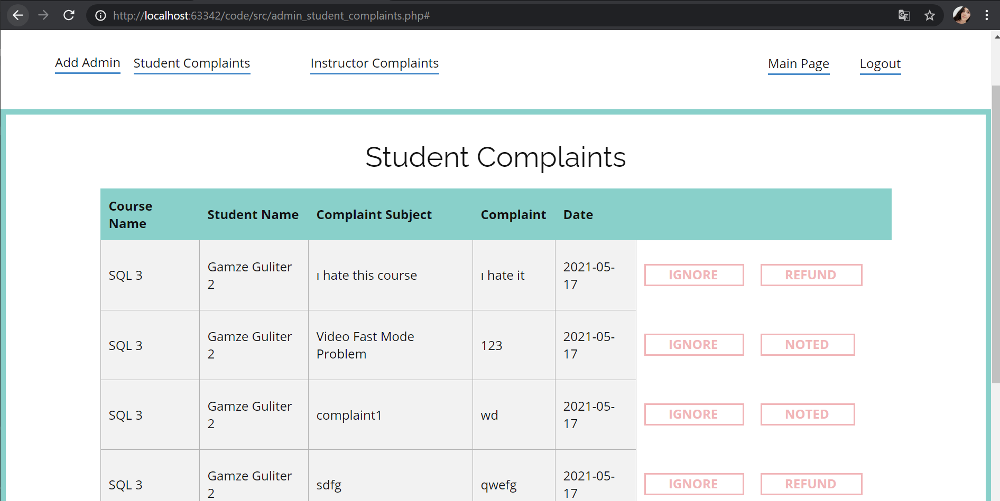 http://localhost:63342/code/src/admin_student_complaints.php#
Add Admin Student Complaints Instructor Complaints Main Page Logout
Student Complaints
Course Name Student Name Complaint Subject Complaint Date
SQL 3 Gamze Guliter 2 ı hate this course ı hate it 2021-05-17 IGNORE REFUND
SQL 3 Gamze Guliter 2 Video Fast Mode Problem 123 2021-05-17 IGNORE NOTED
SQL 3 Gamze Guliter 2 complaint1 wd 2021-05-17 IGNORE NOTED
SQL 3 Gamze Guliter 2 sdfg qwefg 2021-05-17 IGNORE REFUND